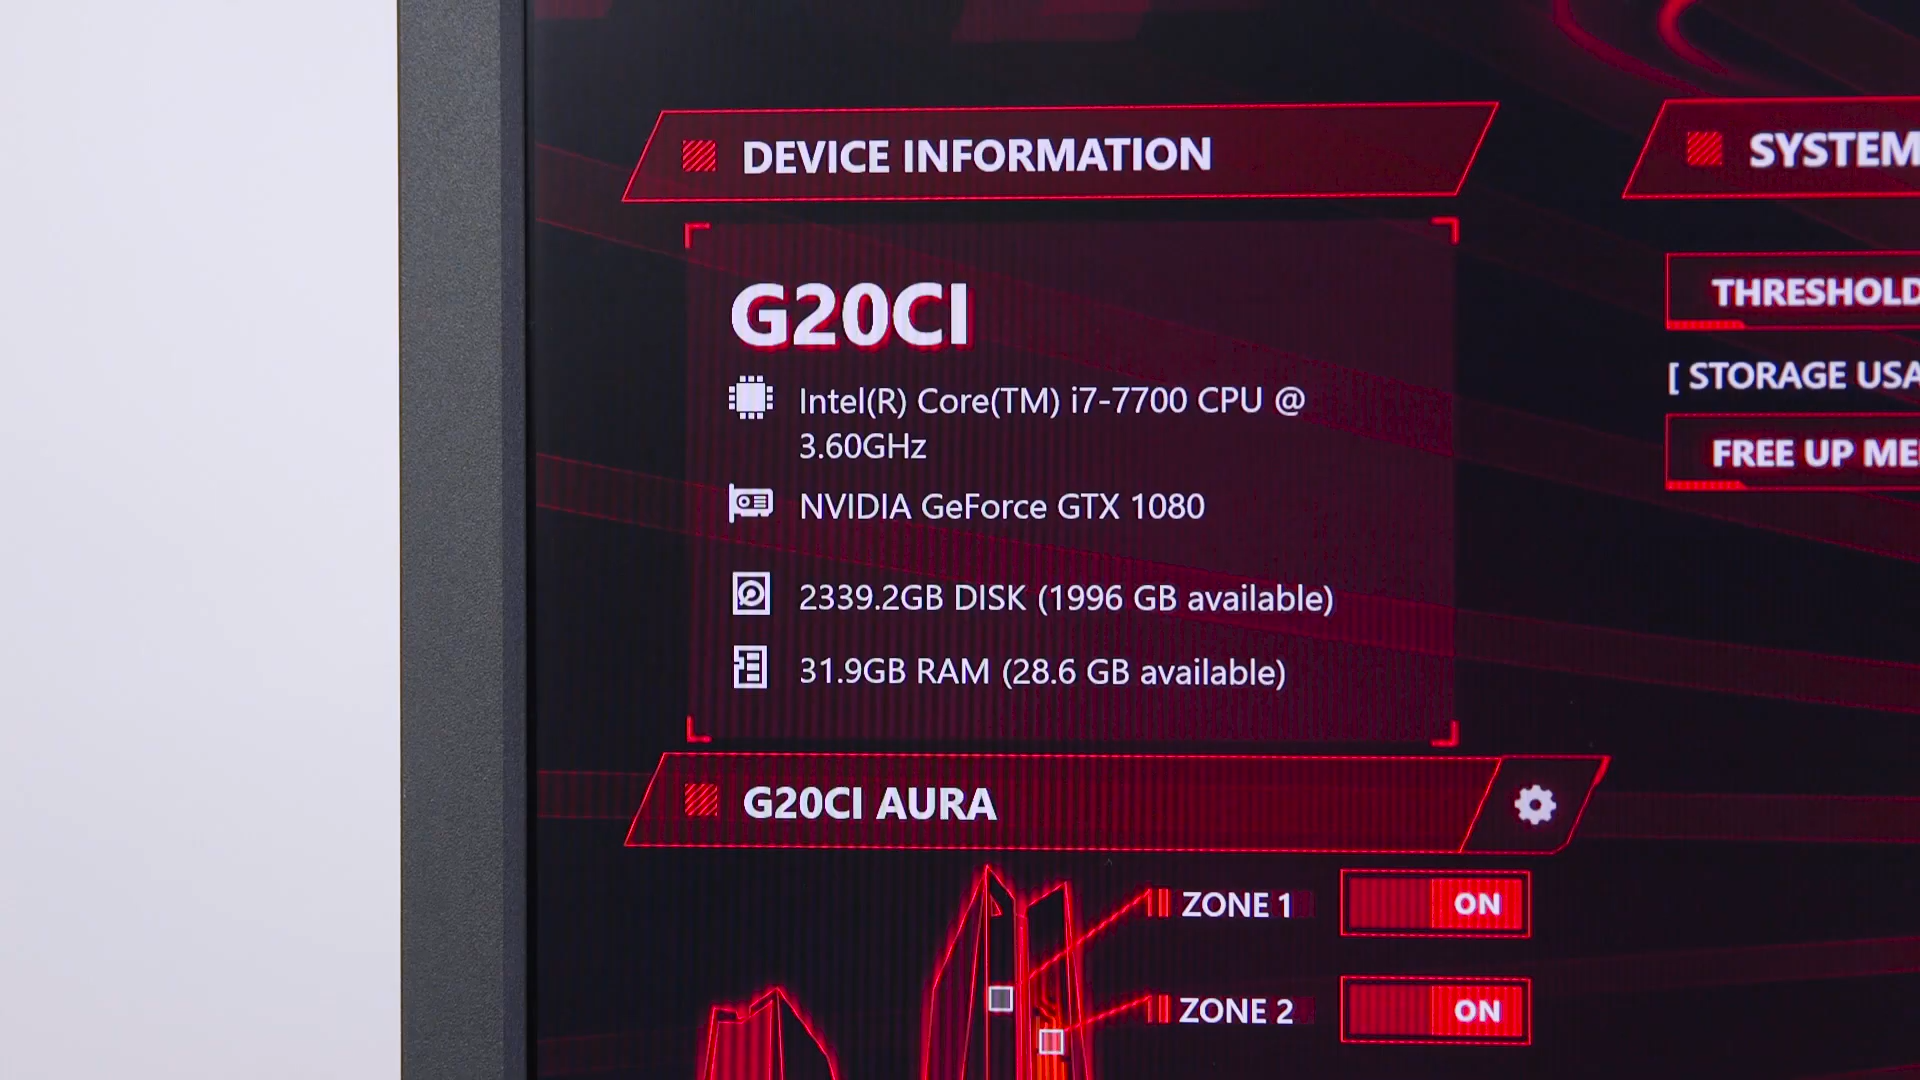 DEVICE INFORMATION
G20CI
Intel(R) Core(TM) i7-7700 CPU @
3.60GHz
NVIDIA GeForce GTX 1080
2339.2GB DISK (1996 GB available)
31.9GB RAM (28.6 GB available)
G20CI AURA
ZONE 1
ON
ZONE 2
ON
SYSTEM
THRESHOLD
[ STORAGE USA
FREE UP ME